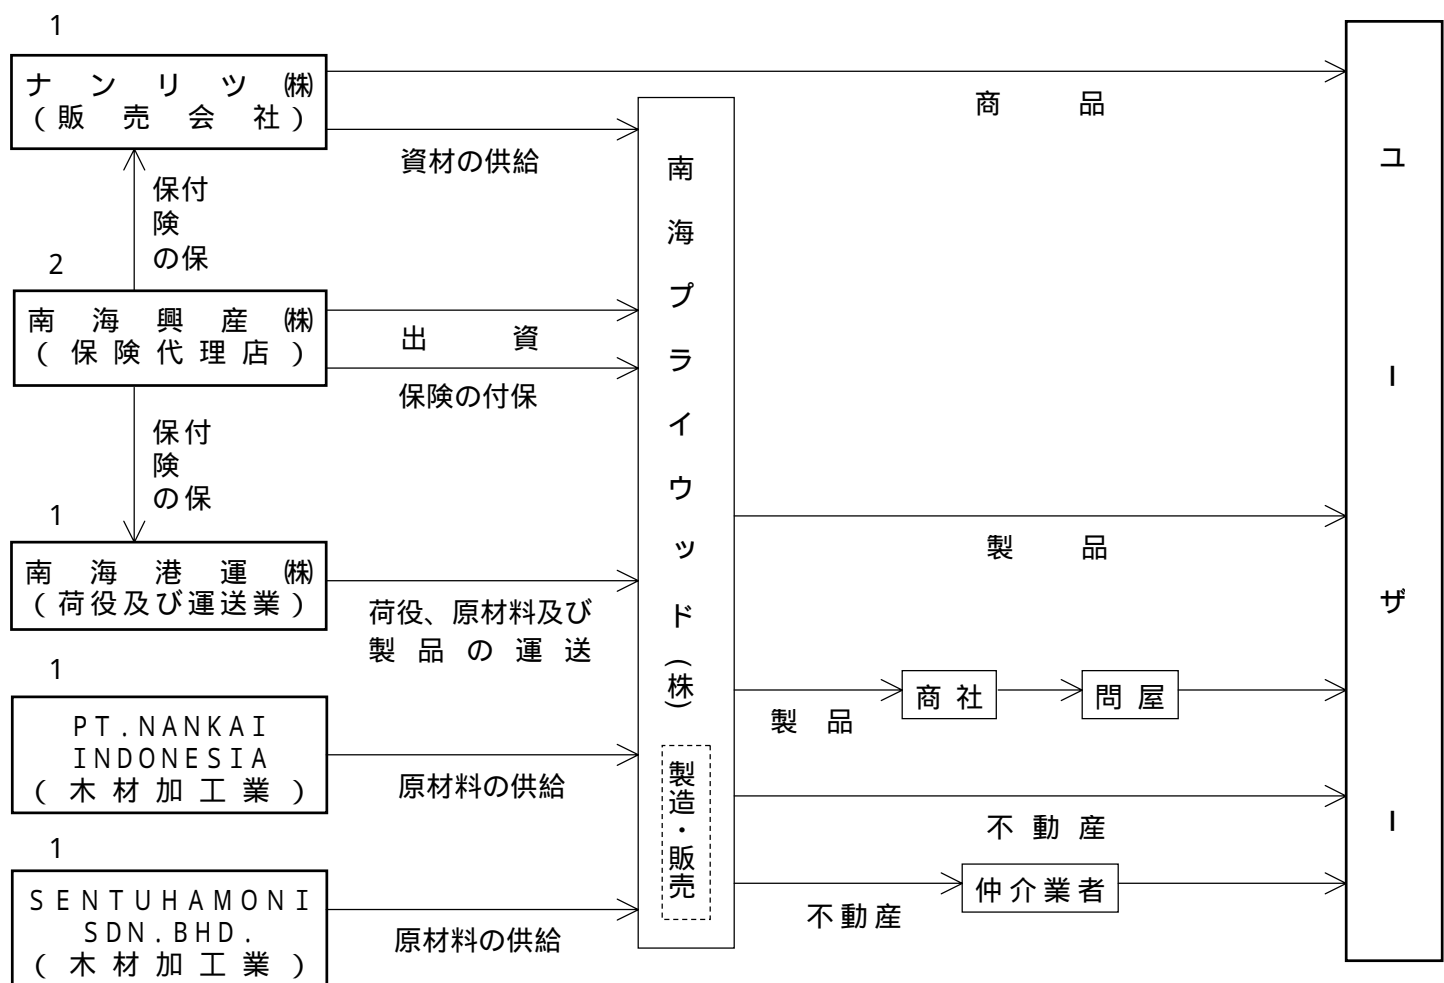 1
ナンリツ㈱
(販売会社)
商品
資材の供給
保付
険
の保
2
南海興産㈱
(保険代理店)
出資
保険の付保
保付
険
の保
1
南海港運㈱
(荷役及び運送業)
荷役、原材料及び
製品の運送
1
PT.NANKAI
INDONESIA
(木材加工業)
原材料の供給
1
SENTUHAMONI
SDN.BHD.
(木材加工業)
原材料の供給
南海プライウッド(株)
製造・販売
製品
製品
商社
問屋
不動産
不動産
仲介業者
ユーザー